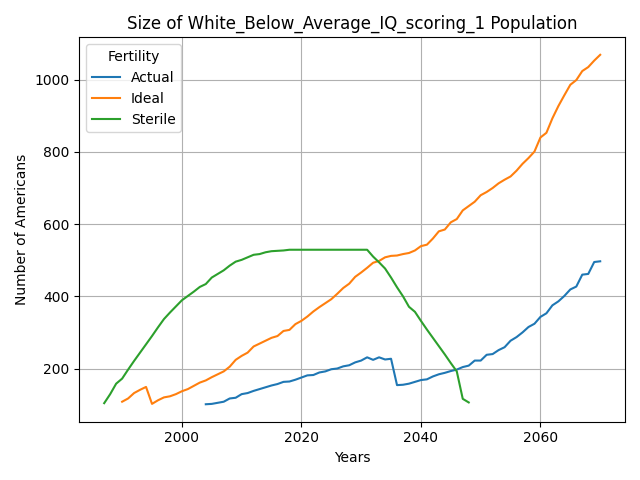 Size of White_Below_Average_IQ_scoring_1 Population
Fertility
Actual
Ideal
Sterile
Number of Americans
1000
800
600
400
200
2000
2020
2040
2060
Years